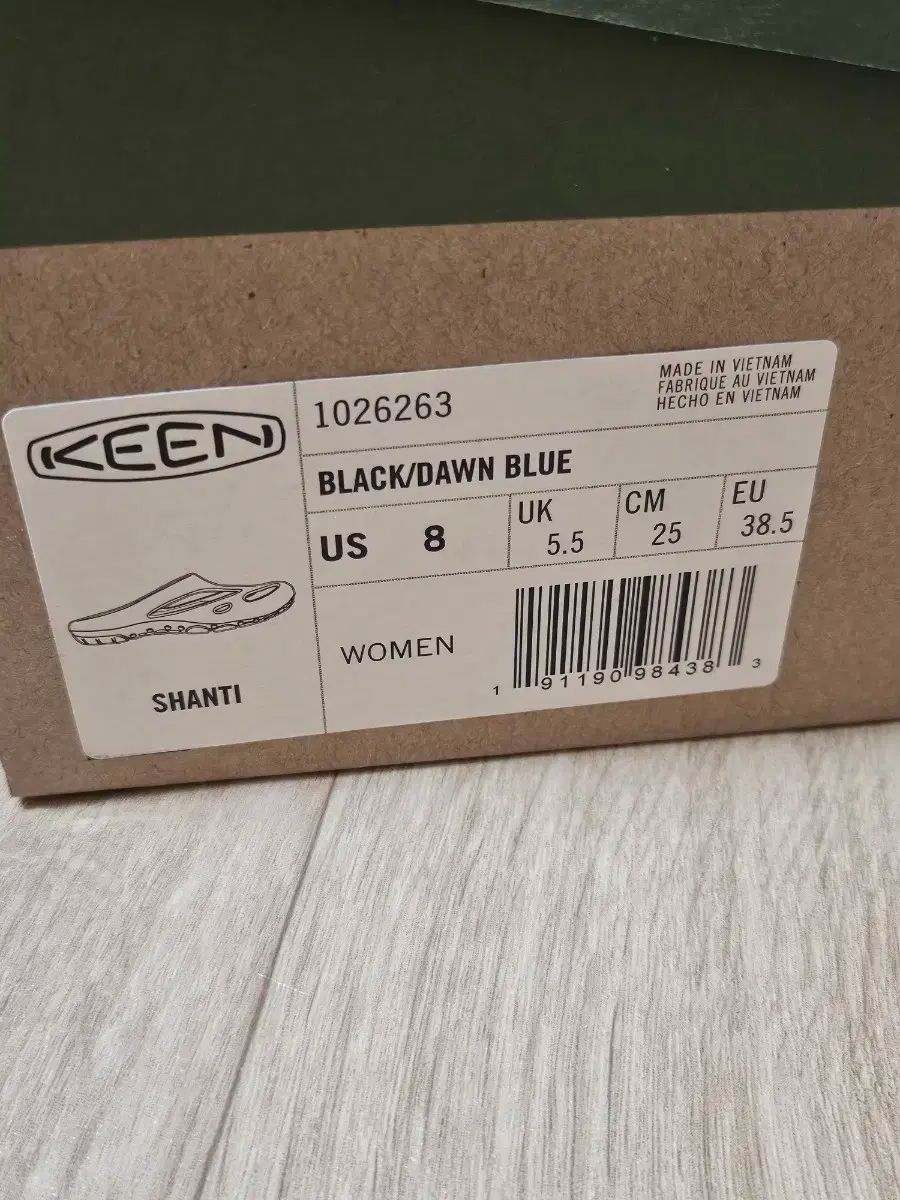 KEEN
SHANTI
1026263
MADE IN VIETNAM
FABRIQUE AU VIETNAM
HECHO EN VIETNAM
BLACK/DAWN BLUE
US 8
UK 5.5
CM 25
EU 38.5
WOMEN
1 91190 98438 3